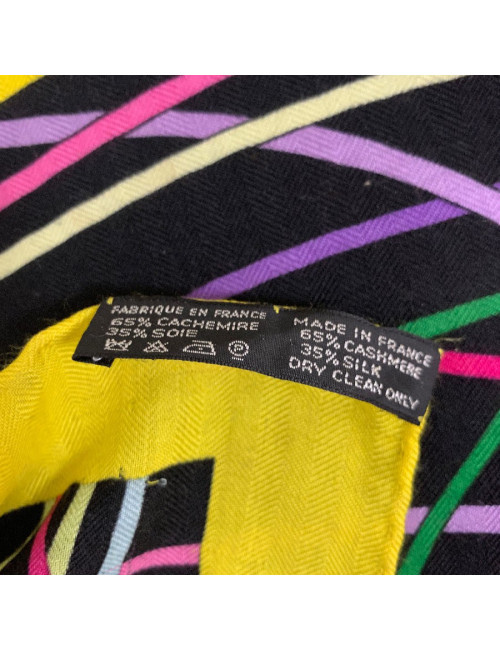 FABRIQUE EN FRANCE
65% CACHEMIRE
35% SOIE
MADE IN FRANCE
65% CASHMERE
35% SILK
DRY CLEAN ONLY